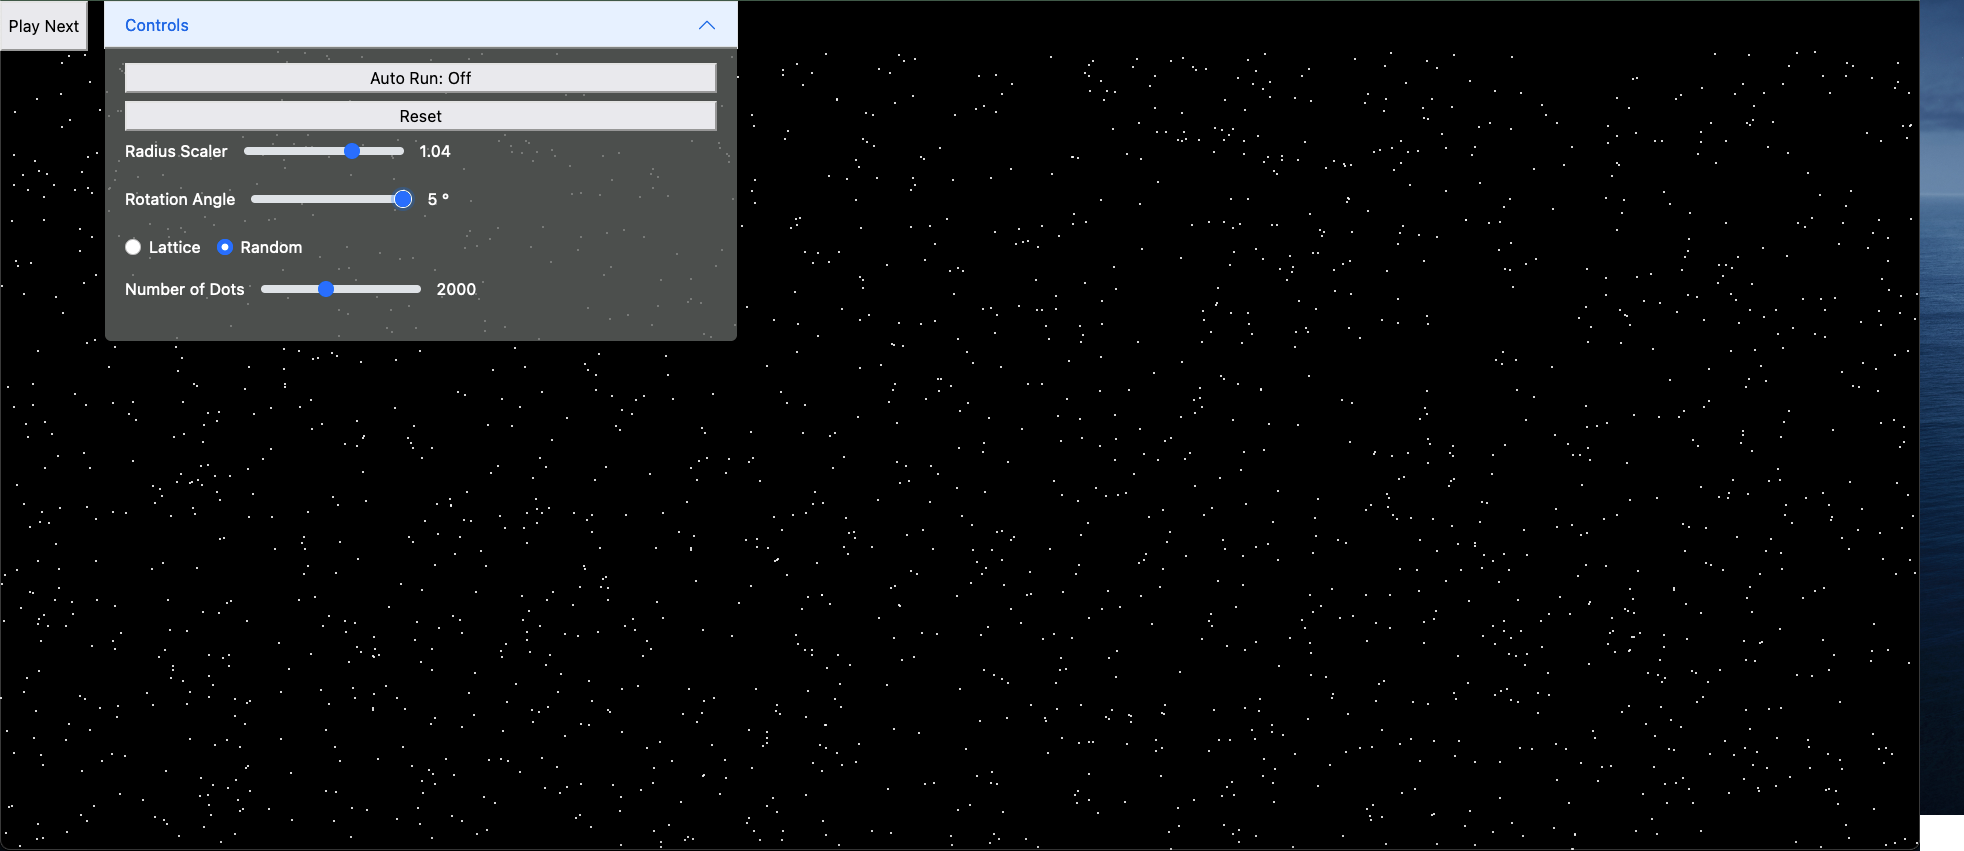 Play Next
Controls
Auto Run: Off
Reset
Radius Scaler 1.04
Rotation Angle 5 °
Lattice Random
Number of Dots 2000